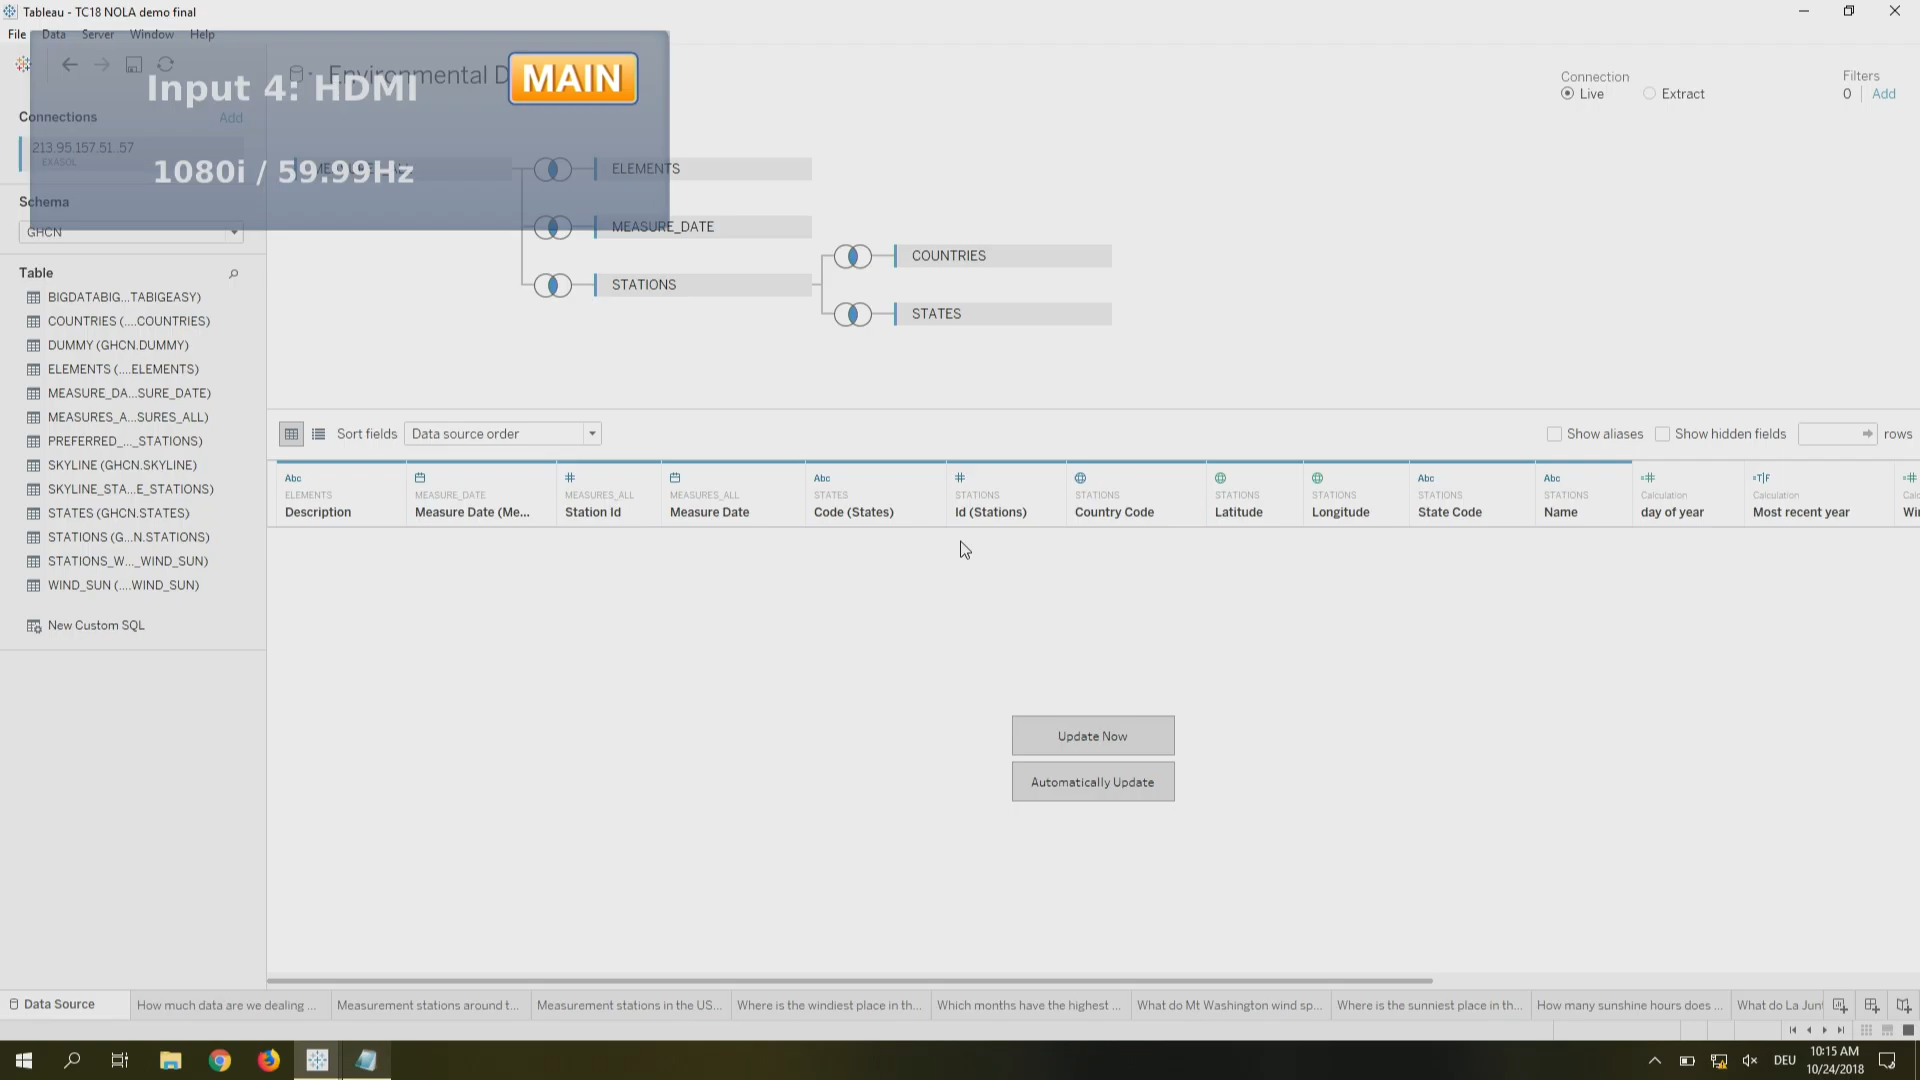 Tableau - TC18 NOLA demo final
File Data Server Window Help
Input 4: HDMI MAIN
1080i / 59.99Hz
Environmental D
Connection
Live Extract
Filters
0 Add
Connections Add
213.95.157.51..57
EXASOL
Schema
GHCN
ELEMENTS
MEASURE_DATE
STATIONS
COUNTRIES
STATES
Table
BIGDATABIG...TABIGEASY)
COUNTRIES (....COUNTRIES)
DUMMY (GHCN.DUMMY)
ELEMENTS (....ELEMENTS)
MEASURE_DA...SURE_DATE)
MEASURES_A...SURES_ALL)
PREFERRED_..._STATIONS)
SKYLINE (GHCN.SKYLINE)
SKYLINE_STA...E_STATIONS)
STATES (GHCN.STATES)
STATIONS (G...N.STATIONS)
STATIONS_W..._WIND_SUN)
WIND_SUN (....WIND_SUN)
New Custom SQL
Sort fields Data source order Show aliases Show hidden fields rows
Abc # Abc # Abc Abc =# =T|F =#
ELEMENTS MEASURE_DATE MEASURES_ALL MEASURES_ALL STATES STATIONS STATIONS STATIONS STATIONS STATIONS STATIONS Calculation Calculation Calc
Description Measure Date (Me... Station Id Measure Date Code (States) Id (Stations) Country Code Latitude Longitude State Code Name day of year Most recent year Wi
Update Now
Automatically Update
Data Source How much data are we dealing ... Measurement stations around t... Measurement stations in the US... Where is the windiest place in th... Which months have the highest ... What do Mt Washington wind sp... Where is the sunniest place in th... How many sunshine hours does ... What do La Junt
DEU 10:15 AM
10/24/2018